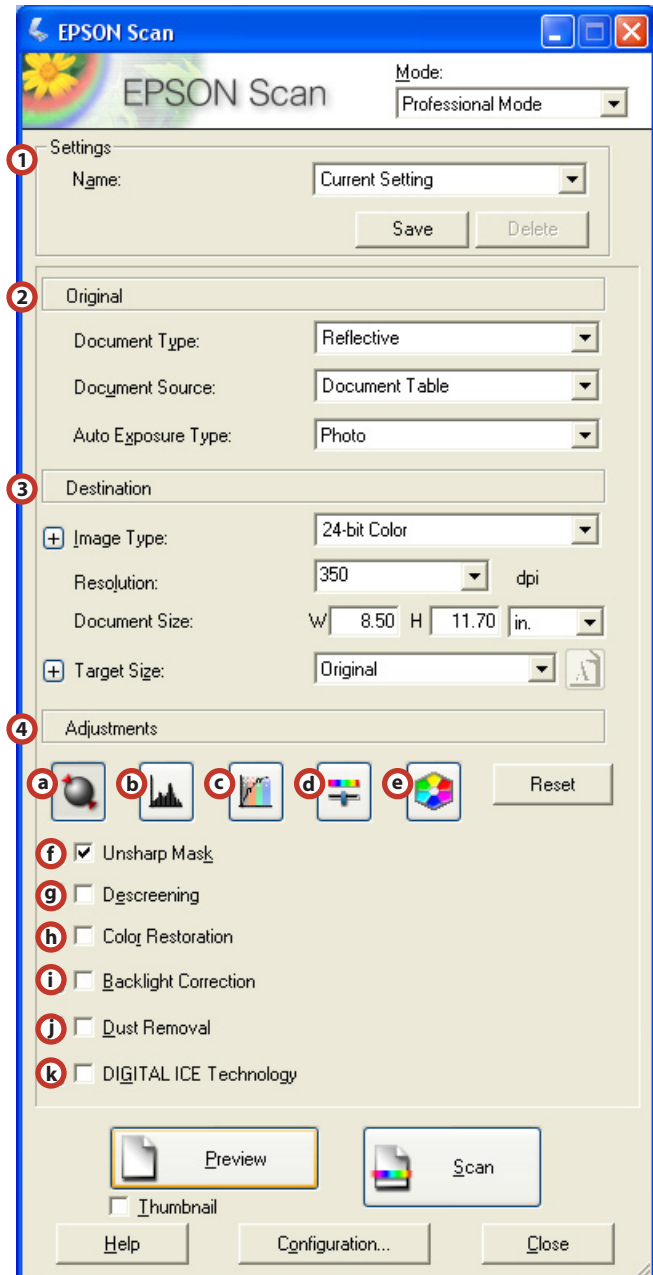 EPSON Scan
EPSON Scan
Mode:
Professional Mode
1 Settings
Name: Current Setting
Save Delete
2 Original
Document Type: Reflective
Document Source: Document Table
Auto Exposure Type: Photo
3 Destination
Image Type: 24-bit Color
Resolution: 350 dpi
Document Size: W 8.50 H 11.70 in.
Target Size: Original
4 Adjustments
a b c d e Reset
f Unsharp Mask
g Descreening
h Color Restoration
i Backlight Correction
j Dust Removal
k DIGITAL ICE Technology
Preview Scan
Thumbnail
Help Configuration... Close